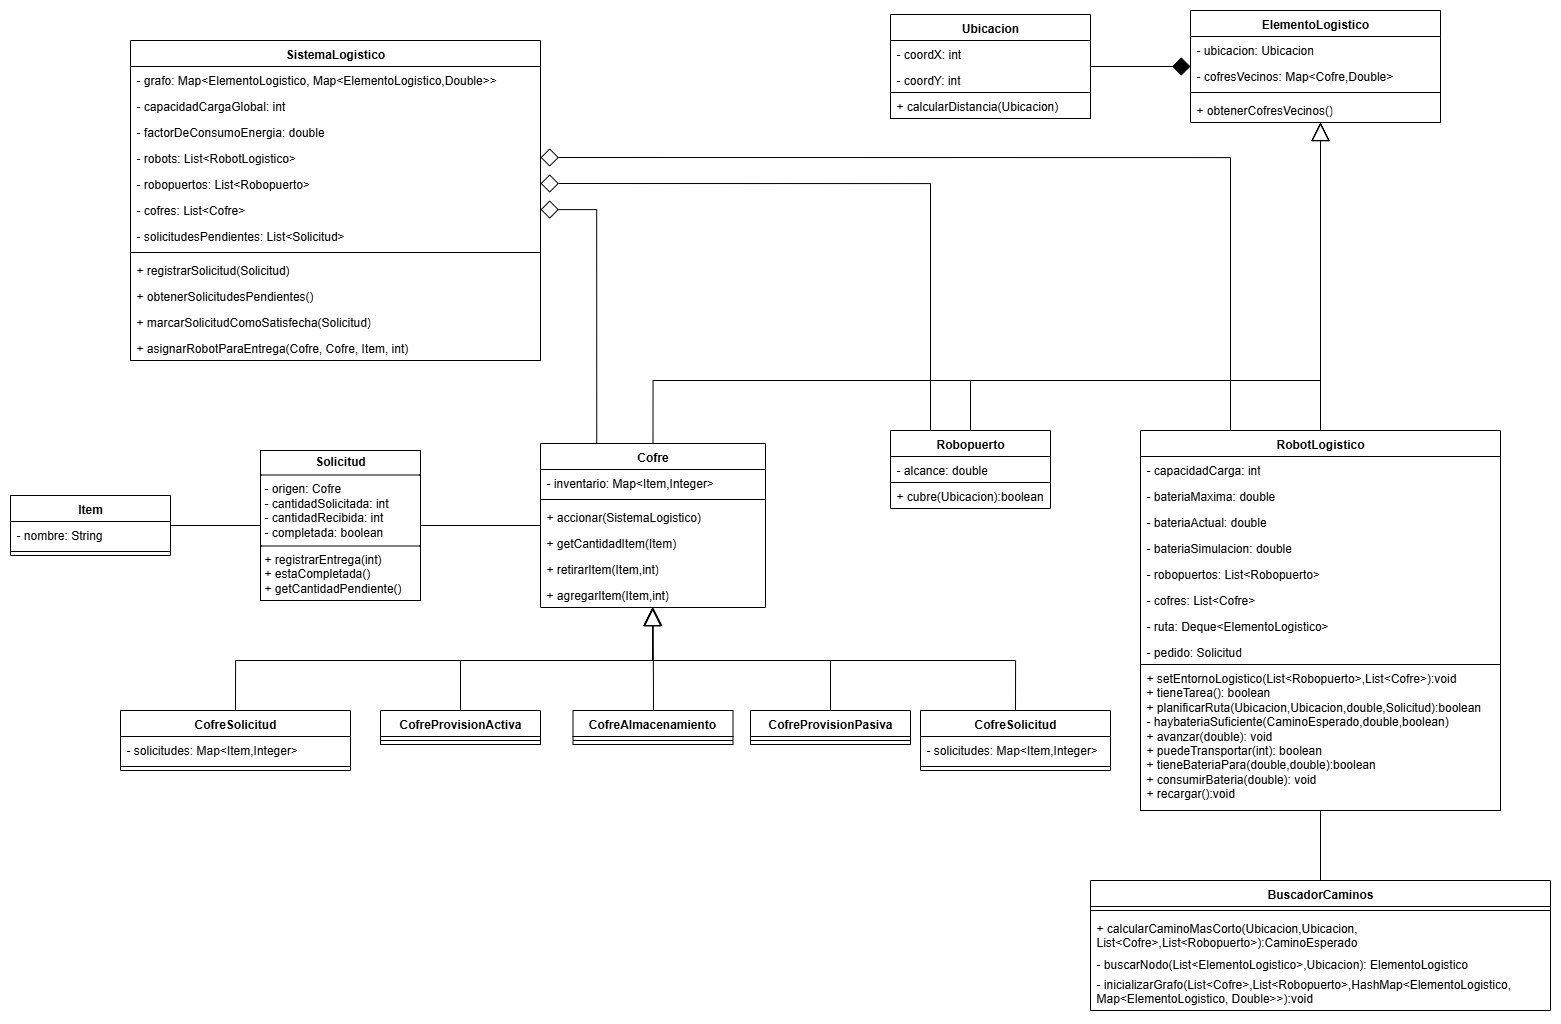 SistemaLogistico
- grafo: Map<ElementoLogistico, Map<ElementoLogistico,Double>>
- capacidadCargaGlobal: int
- factorDeConsumoEnergia: double
- robots: List<RobotLogistico>
- robopuertos: List<Robopuerto>
- cofres: List<Cofre>
- solicitudesPendientes: List<Solicitud>
+ registrarSolicitud(Solicitud)
+ obtenerSolicitudesPendientes()
+ marcarSolicitudComoSatisfecha(Solicitud)
+ asignarRobotParaEntrega(Cofre, Cofre, Item, int)
Ubicacion
- coordX: int
- coordY: int
+ calcularDistancia(Ubicacion)
ElementoLogistico
- ubicacion: Ubicacion
- cofresVecinos: Map<Cofre,Double>
+ obtenerCofresVecinos()
Item
- nombre: String
Solicitud
- origen: Cofre
- cantidadSolicitada: int
- cantidadRecibida: int
- completada: boolean
+ registrarEntrega(int)
+ estaCompletada()
+ getCantidadPendiente()
Cofre
- inventario: Map<Item,Integer>
+ accionar(SistemaLogistico)
+ getCantidadItem(Item)
+ retirarItem(Item,int)
+ agregarItem(Item,int)
Robopuerto
- alcance: double
+ cubre(Ubicacion):boolean
RobotLogistico
- capacidadCarga: int
- bateriaMaxima: double
- bateriaActual: double
- bateriaSimulacion: double
- robopuertos: List<Robopuerto>
- cofres: List<Cofre>
- ruta: Deque<ElementoLogistico>
- pedido: Solicitud
+ setEntornoLogistico(List<Robopuerto>,List<Cofre>):void
+ tieneTarea(): boolean
+ planificarRuta(Ubicacion,Ubicacion,double,Solicitud):boolean
- haybateriaSuficiente(CaminoEsperado,double,boolean)
+ avanzar(double): void
+ puedeTransportar(int): boolean
+ tieneBateriaPara(double,double):boolean
+ consumirBateria(double): void
+ recargar():void
CofreSolicitud
- solicitudes: Map<Item,Integer>
CofreProvisionActiva
CofreAlmacenamiento
CofreProvisionPasiva
CofreSolicitud
- solicitudes: Map<Item,Integer>
BuscadorCaminos
+ calcularCaminoMasCorto(Ubicacion,Ubicacion,
List<Cofre>,List<Robopuerto>):CaminoEsperado
- buscarNodo(List<ElementoLogistico>,Ubicacion): ElementoLogistico
- inicializarGrafo(List<Cofre>,List<Robopuerto>,HashMap<ElementoLogistico,
Map<ElementoLogistico, Double>>):void